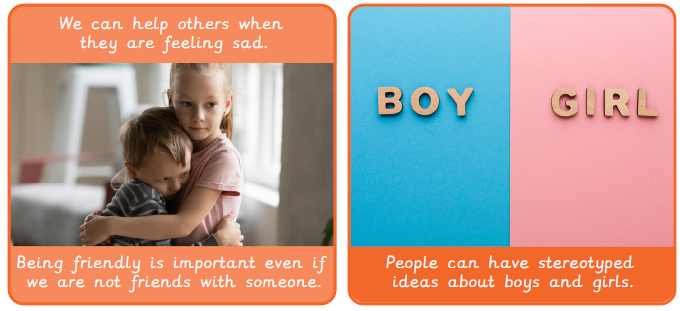 We can help others when
they are feeling sad.
Being friendly is important even if
we are not friends with someone.
BOY
GIRL
People can have stereotyped
ideas about boys and girls.